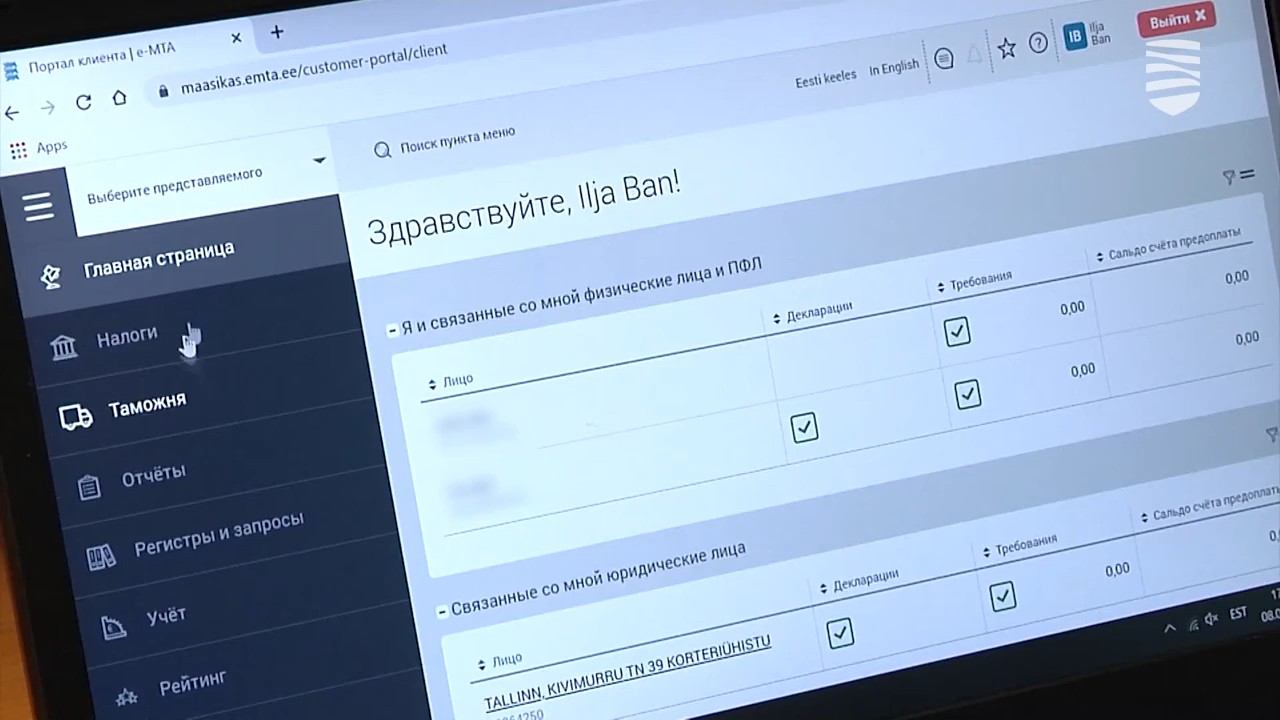 Портал клиента | e-MTA
maasikas.emta.ee/customer-portal/client
Apps
Eesti keeles In English
IB Ilja Ban
Выйти
Выберите представляемого
Поиск пункта меню
Здравствуйте, Ilja Ban!
Главная страница
Налоги
Таможня
Отчёты
Регистры и запросы
Учёт
Рейтинг
Я и связанные со мной физические лица и ПФЛ
Лицо Декларации Требования Сальдо счёта предоплаты
0,00 0,00
0,00 0,00
Связанные со мной юридические лица
Лицо Декларации Требования Сальдо счёта предоплаты
TALLINN, KIVIMURRU TN 39 KORTERIÜHISTU
0,00
EST